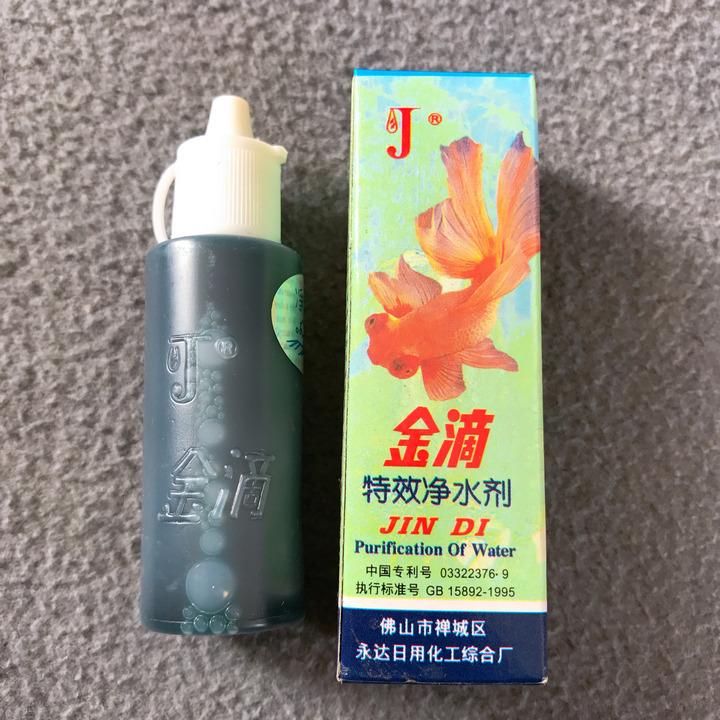 J®
金滴
J®
金滴
特效净水剂
JIN DI
Purification Of Water
中国专利号 03322376·9
执行标准号 GB 15892-1995
佛山市禅城区
永达日用化工综合厂